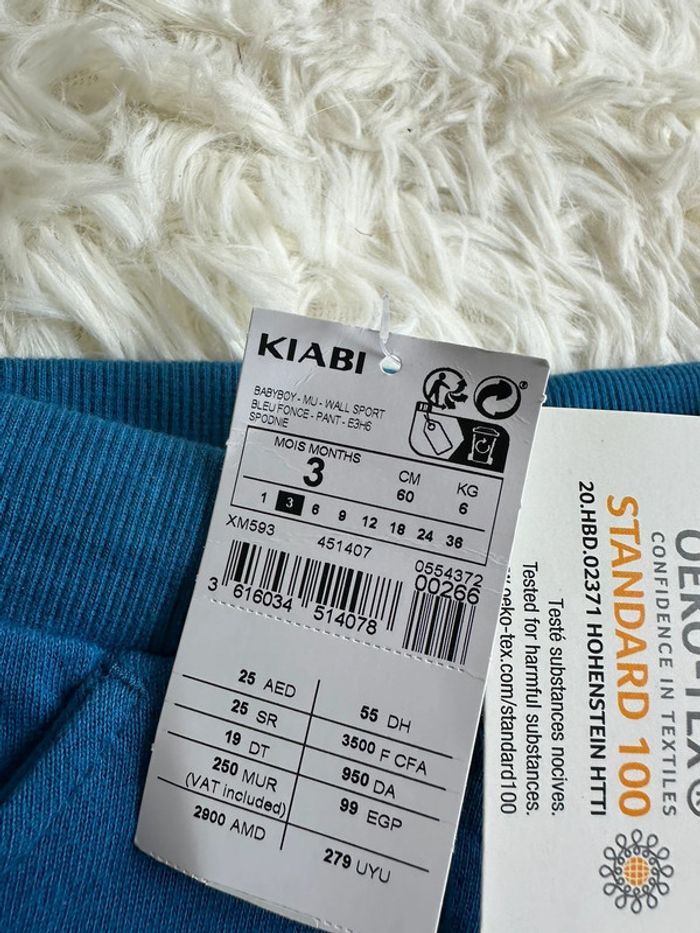 KIABI
BABYBOY - MU - WALL SPORT
BLEU FONCE - PANT - E3H6
SPODNIE
MOIS MONTHS
3
CM
60
KG
6
1 3 6 9 12 18 24 36
XM593
451407
0554372
00266
3 616034 514078
25 AED
55 DH
25 SR
3500 F CFA
19 DT
950 DA
250 MUR
(VAT included)
99 EGP
2900 AMD
279 UYU
OEKO-TEX®
CONFIDENCE IN TEXTILES
STANDARD 100
20.HBD.02371 HOHENSTEIN HTTI
Testé substances nocives.
Tested for harmful substances.
oeko-tex.com/standard100